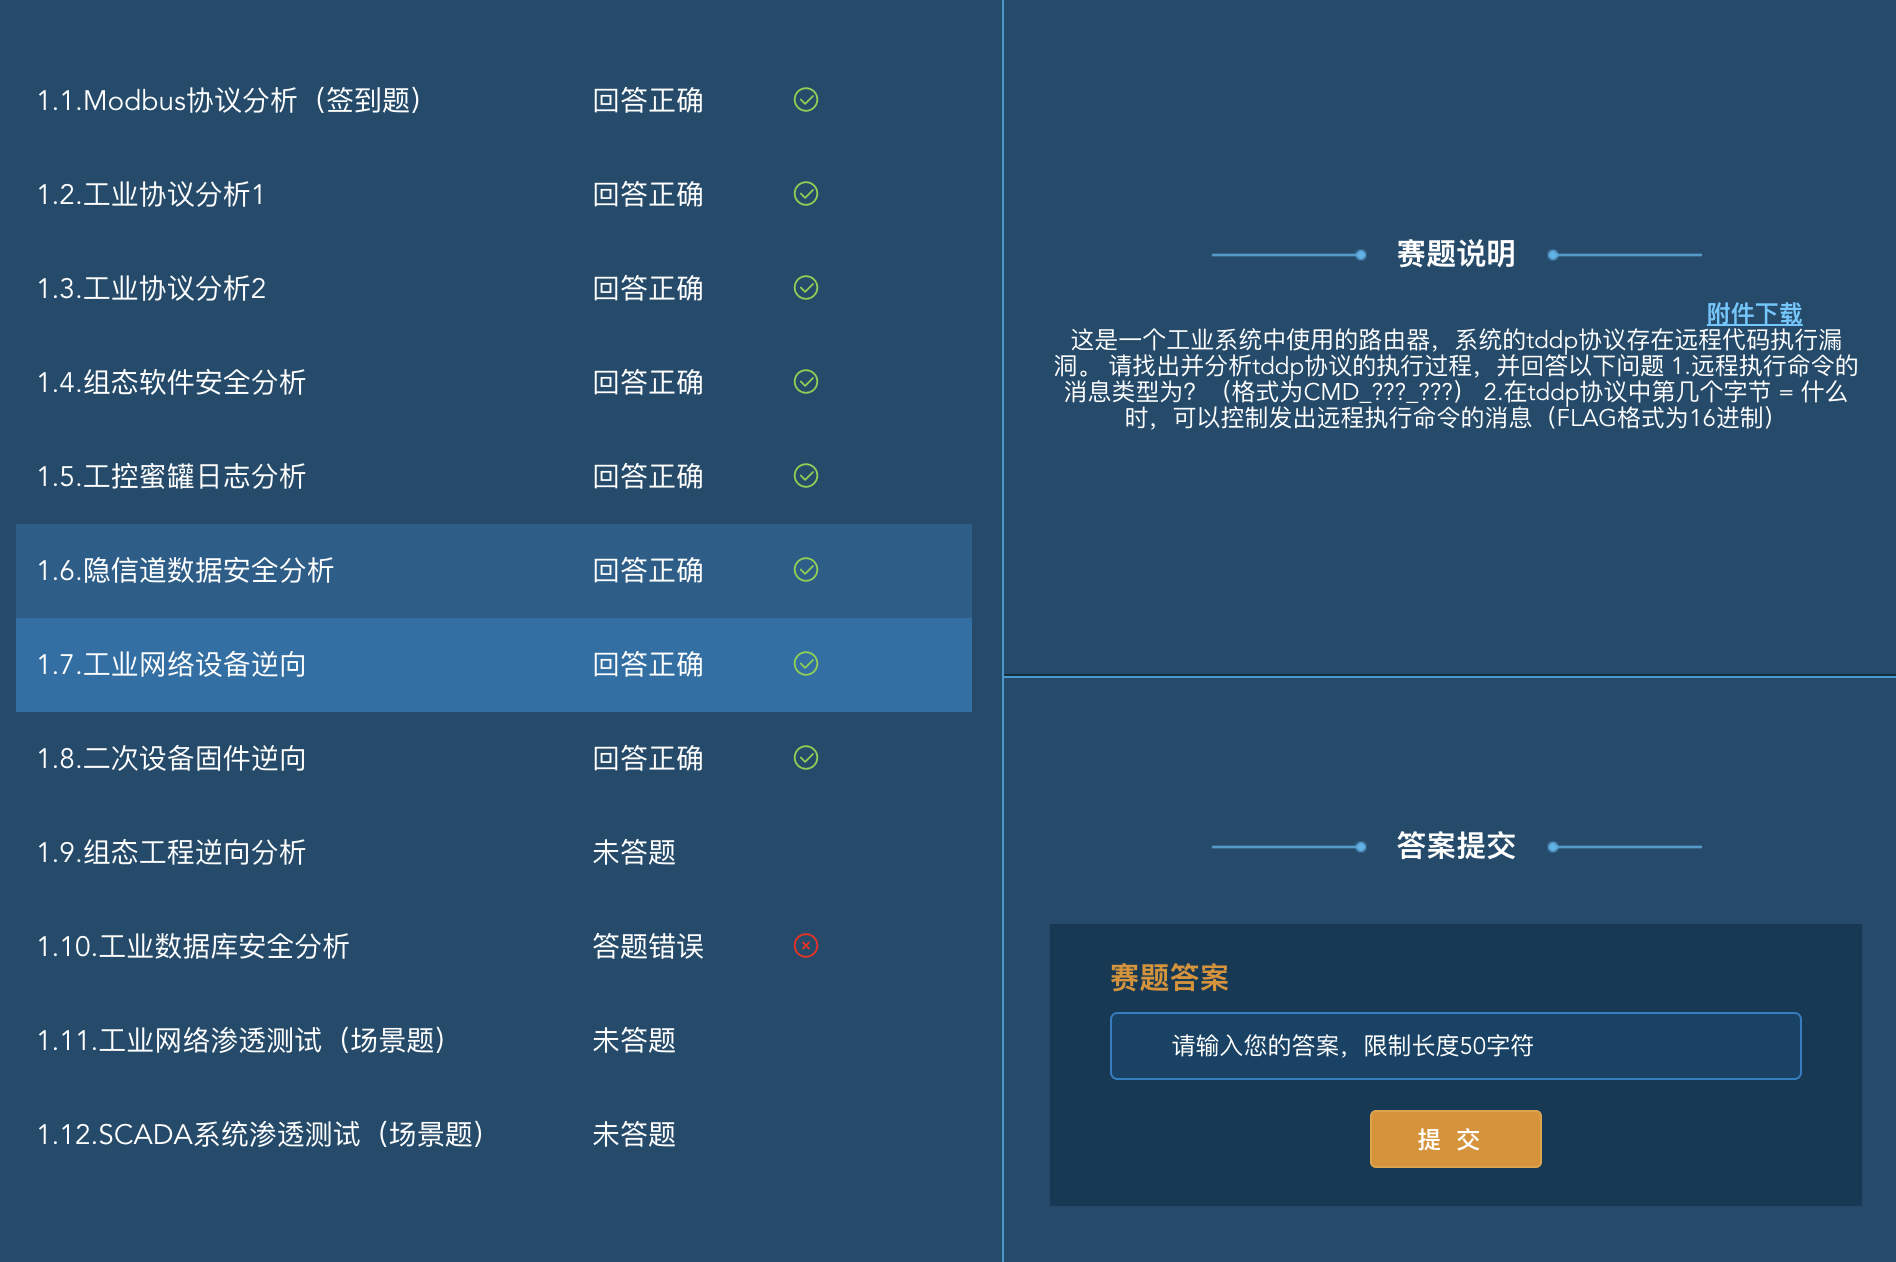 1.1.Modbus协议分析（签到题） 回答正确
1.2.工业协议分析1 回答正确
1.3.工业协议分析2 回答正确
1.4.组态软件安全分析 回答正确
1.5.工控蜜罐日志分析 回答正确
1.6.隐信道数据安全分析 回答正确
1.7.工业网络设备逆向 回答正确
1.8.二次设备固件逆向 回答正确
1.9.组态工程逆向分析 未答题
1.10.工业数据库安全分析 答题错误
1.11.工业网络渗透测试（场景题） 未答题
1.12.SCADA系统渗透测试（场景题） 未答题
赛题说明
附件下载
这是一个工业系统中使用的路由器，系统的tddp协议存在远程代码执行漏
洞。 请找出并分析tddp协议的执行过程，并回答以下问题 1.远程执行命令的
消息类型为？（格式为CMD_???_???） 2.在tddp协议中第几个字节 = 什么
时，可以控制发出远程执行命令的消息（FLAG格式为16进制）
答案提交
赛题答案
请输入您的答案，限制长度50字符
提 交